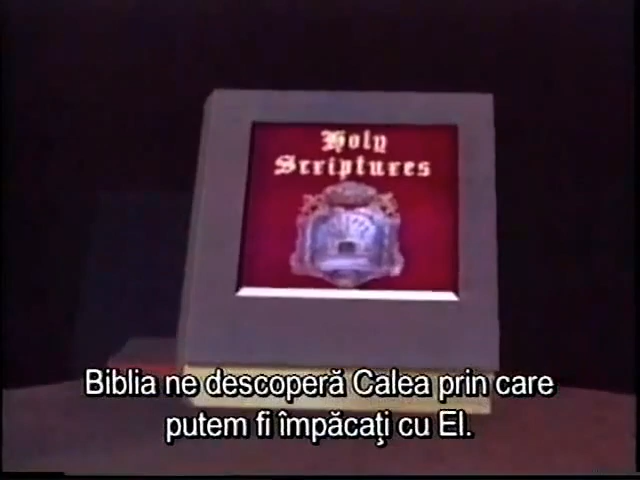 Holy
Scriptures
Biblia ne descoperă Calea prin care
putem fi împăcaţi cu El.